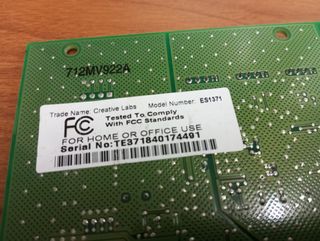 712MV922A
Trade Name: Creative Labs Model Number: ES1371
FC Tested To Comply
With FCC Standards
FOR HOME OR OFFICE USE
Serial No:TE371840174491